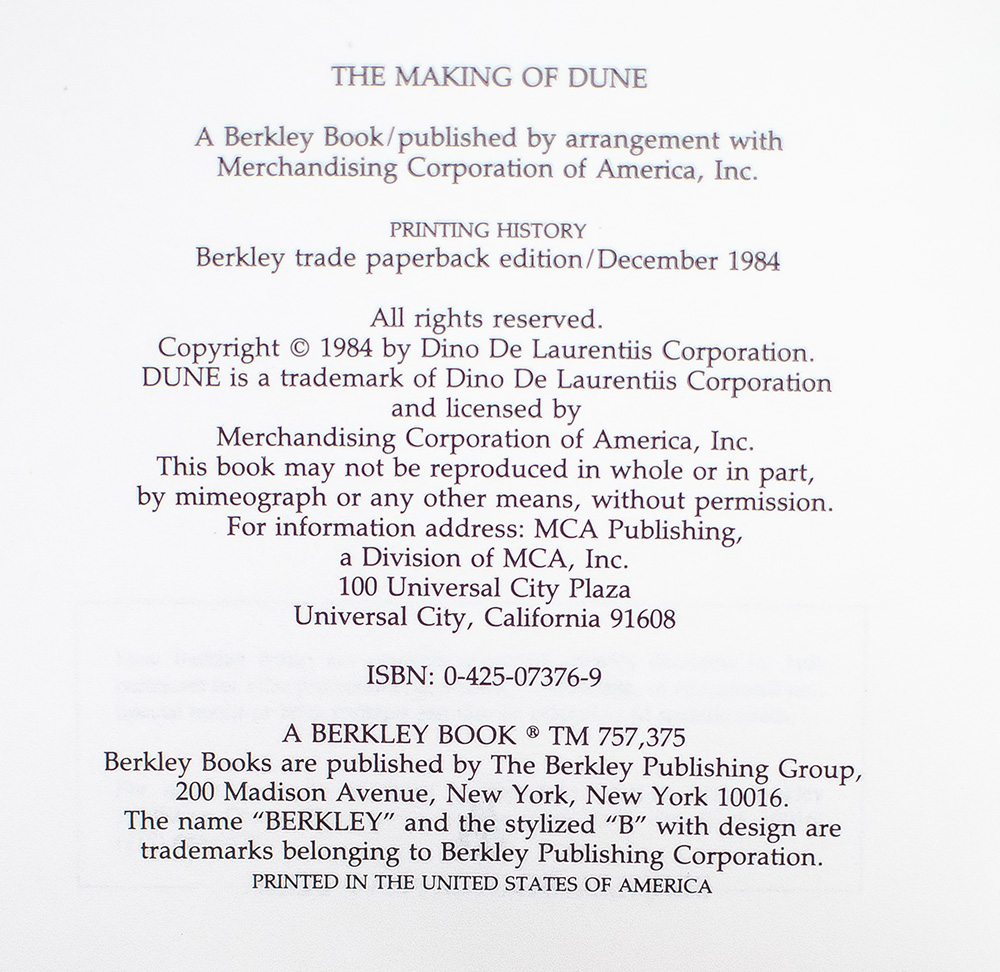 THE MAKING OF DUNE
A Berkley Book/published by arrangement with
Merchandising Corporation of America, Inc.
PRINTING HISTORY
Berkley trade paperback edition/December 1984
All rights reserved.
Copyright © 1984 by Dino De Laurentiis Corporation.
DUNE is a trademark of Dino De Laurentiis Corporation
and licensed by
Merchandising Corporation of America, Inc.
This book may not be reproduced in whole or in part,
by mimeograph or any other means, without permission.
For information address: MCA Publishing,
a Division of MCA, Inc.
100 Universal City Plaza
Universal City, California 91608
ISBN: 0-425-07376-9
A BERKLEY BOOK ® TM 757,375
Berkley Books are published by The Berkley Publishing Group,
200 Madison Avenue, New York, New York 10016.
The name “BERKLEY” and the stylized “B” with design are
trademarks belonging to Berkley Publishing Corporation.
PRINTED IN THE UNITED STATES OF AMERICA